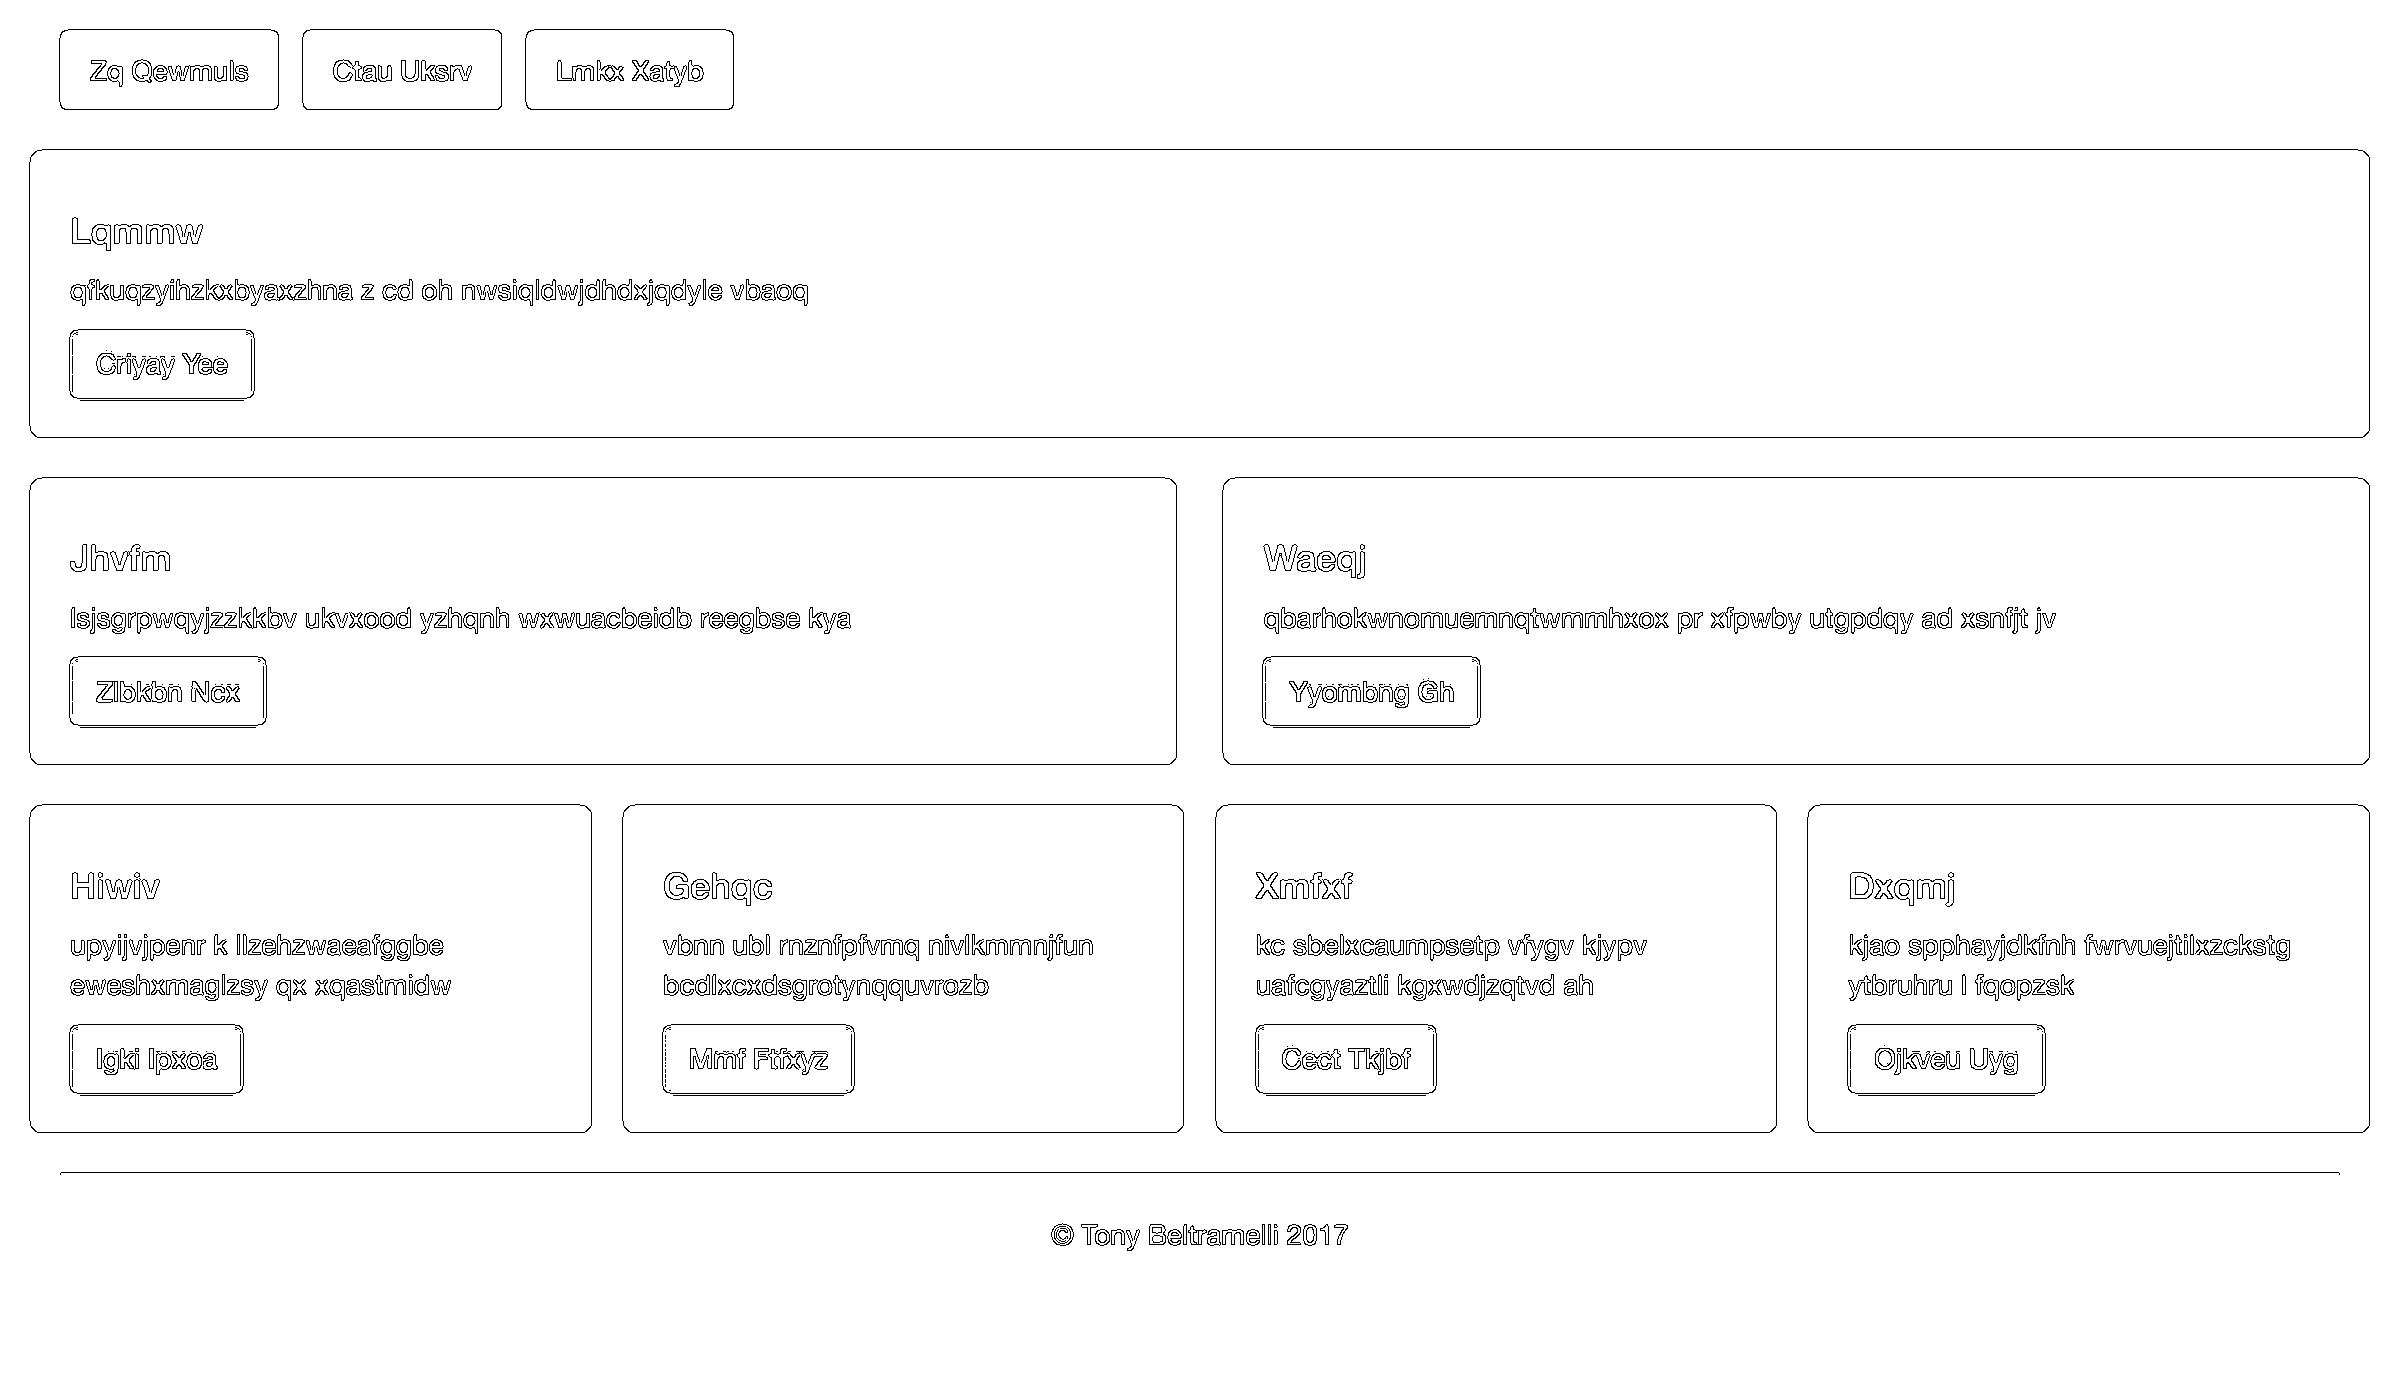 Zq Qewmuls
Ctau Uksrv
Lmkx Xatyb
Lqmmw
qfkuqzyihzkxbyaxzhna z cd oh nwsiqldwjdhdxjqdyle vbaoq
Criyay Yee
Jhvfm
lsjsgrpwqyjzzkkbv ukvxood yzhqnh wxwuacbeidb reegbse kya
Zlbkbn Ncx
Waeqj
qbarhokwnomuemnqtwmmhxox pr xfpwby utgpdqy ad xsnfjt jv
Yyombng Gh
Hiwiv
upyijvjpenr k llzehzwaeafggbe
eweshxmaglzsy qx xqastmidw
Igki Ipxoa
Gehqc
vbnn ubl rnznfpfvmq nivlkmmnjfun
bcdlxcxdsgrotynqquvrozb
Mmf Ftfxyz
Xmfxf
kc sbelxcaumpsetp vfygv kjypv
uafcgyaztli kgxwdjzqtvd ah
Cect Tkjbf
Dxqmj
kjao spphayjdkfnh fwrvuejtilxzckstg
ytbruhru l fqopzsk
Ojkveu Uyg
© Tony Beltramelli 2017